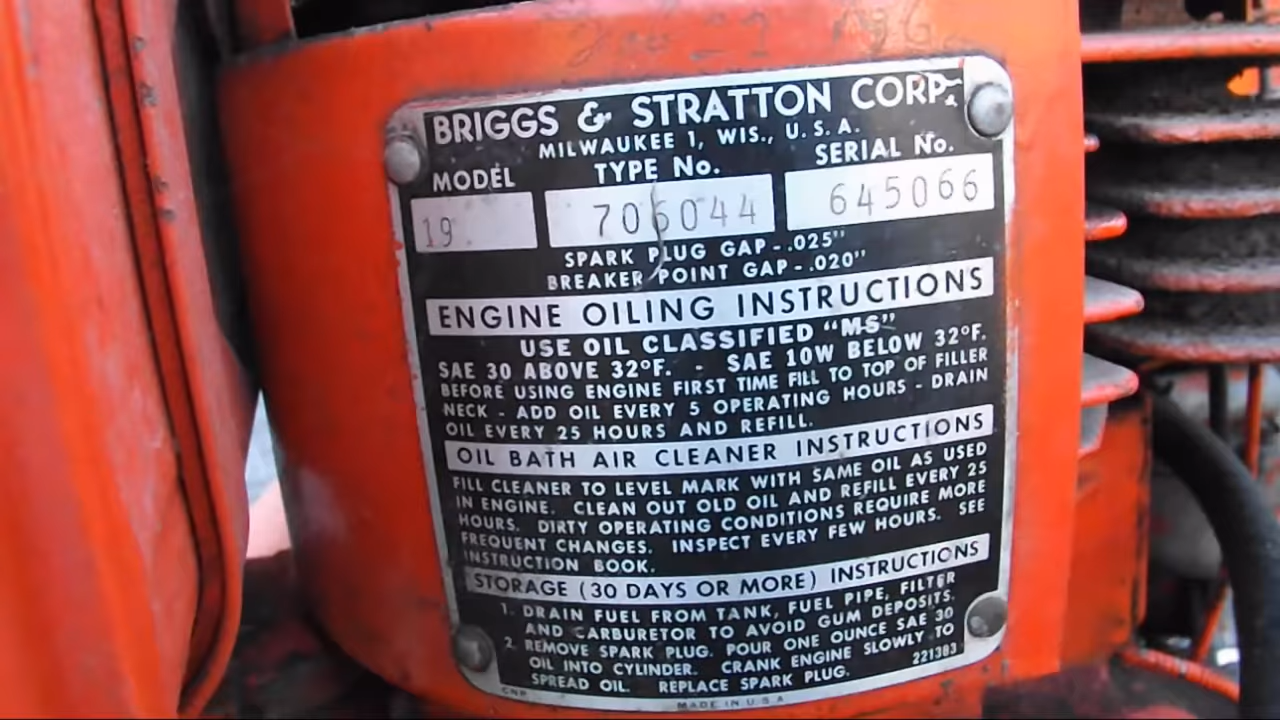 BRIGGS & STRATTON CORP.
MILWAUKEE 1, WIS., U. S. A.
MODEL TYPE No. SERIAL No.
19 706044 645066
SPARK PLUG GAP - .025"
BREAKER POINT GAP - .020"
ENGINE OILING INSTRUCTIONS
USE OIL CLASSIFIED "MS"
SAE 30 ABOVE 32°F. - SAE 10W BELOW 32°F.
BEFORE USING ENGINE FIRST TIME FILL TO TOP OF FILLER
NECK - ADD OIL EVERY 5 OPERATING HOURS - DRAIN
OIL EVERY 25 HOURS AND REFILL.
OIL BATH AIR CLEANER INSTRUCTIONS
FILL CLEANER TO LEVEL MARK WITH SAME OIL AS USED
IN ENGINE. CLEAN OUT OLD OIL AND REFILL EVERY 25
HOURS. DIRTY OPERATING CONDITIONS REQUIRE MORE
FREQUENT CHANGES. INSPECT EVERY FEW HOURS. SEE
INSTRUCTION BOOK.
STORAGE (30 DAYS OR MORE) INSTRUCTIONS
1. DRAIN FUEL FROM TANK, FUEL PIPE, FILTER
AND CARBURETOR TO AVOID GUM DEPOSITS.
2. REMOVE SPARK PLUG. POUR ONE OUNCE SAE 30
OIL INTO CYLINDER. CRANK ENGINE SLOWLY TO
SPREAD OIL. REPLACE SPARK PLUG. 221383
MADE IN U.S.A.